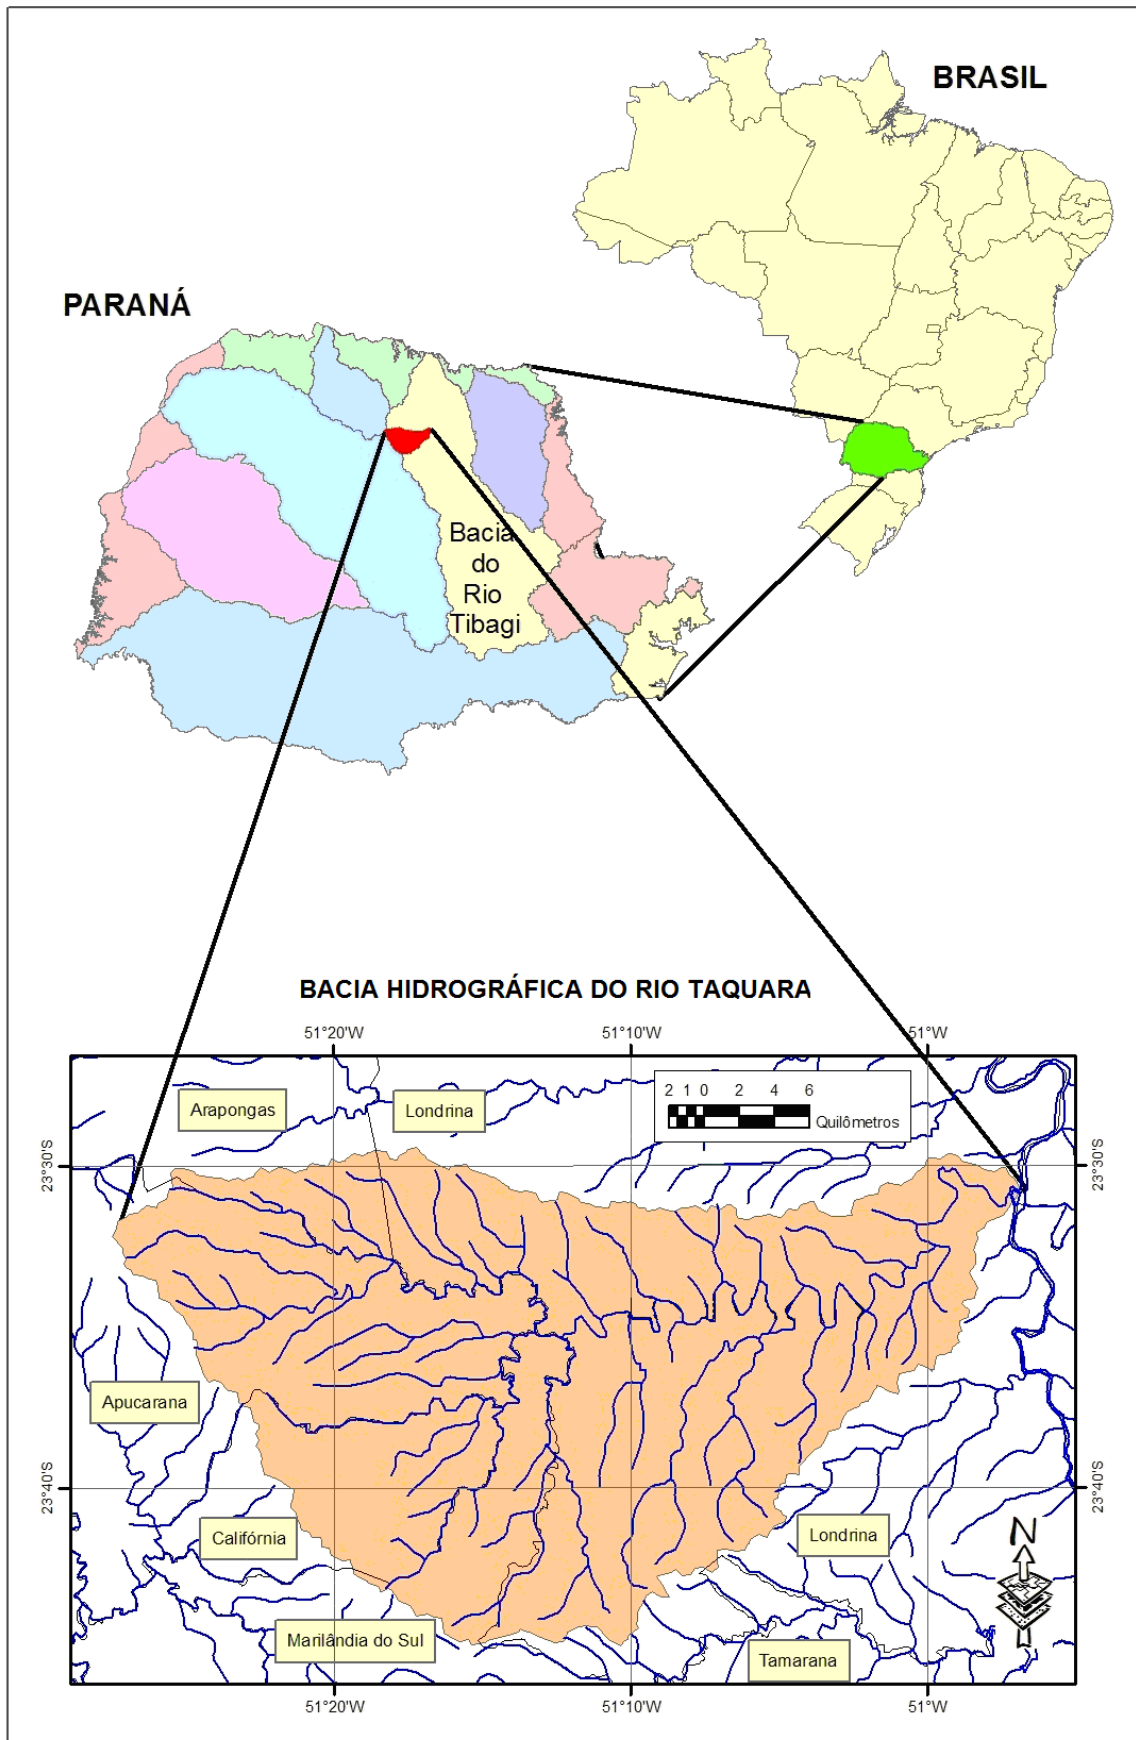 BRASIL
PARANÁ
Bacia
do
Rio
Tibagi
BACIA HIDROGRÁFICA DO RIO TAQUARA
51°20'W 51°10'W 51°W
2 1 0 2 4 6
Quilômetros
Arapongas
Londrina
23°30'S 23°30'S
Apucarana
23°40'S 23°40'S
Califórnia
Londrina
N
Marilândia do Sul
Tamarana
51°20'W 51°10'W 51°W